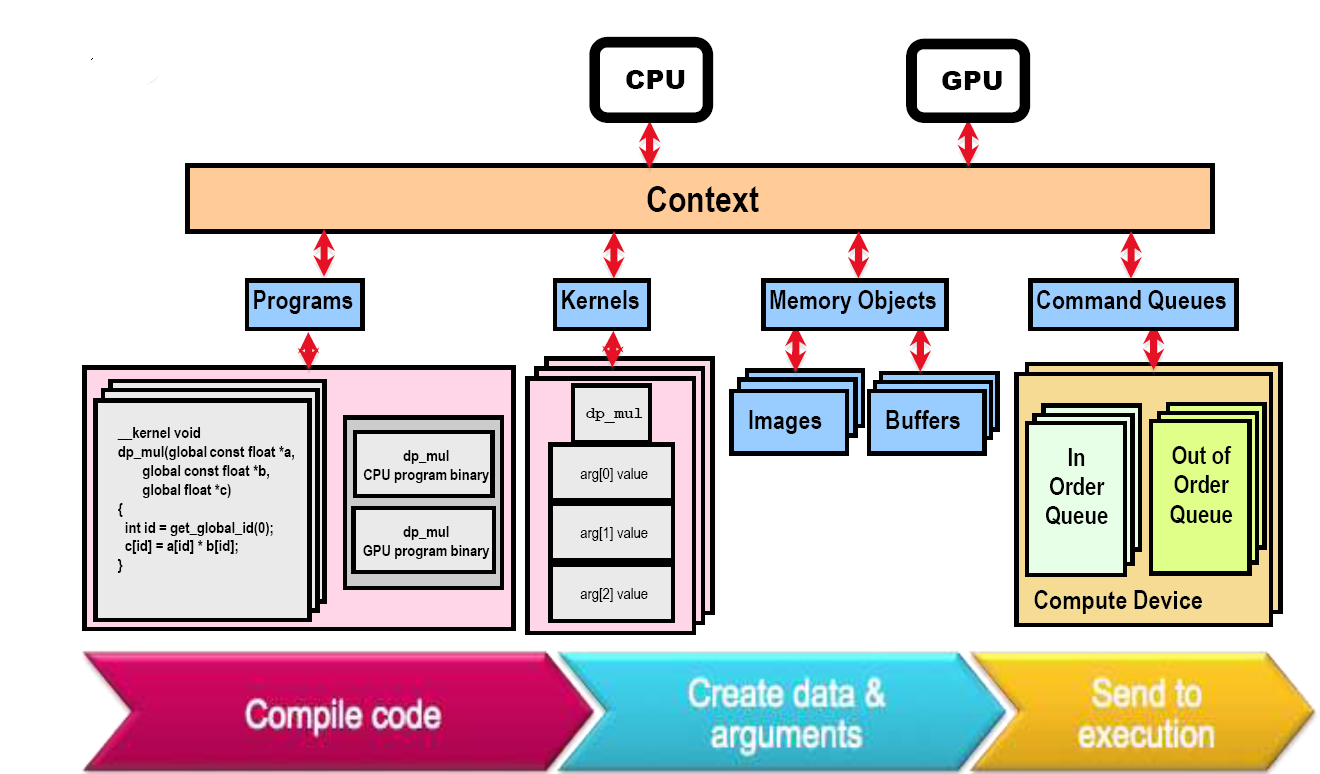 CPU
GPU
Context
Programs
Kernels
Memory Objects
Command Queues
__kernel void
dp_mul(global const float *a,
global const float *b,
global float *c)
{
int id = get_global_id(0);
c[id] = a[id] * b[id];
}
dp_mul
CPU program binary
dp_mul
GPU program binary
dp_mul
arg[0] value
arg[1] value
arg[2] value
Images
Buffers
In
Order
Queue
Out of
Order
Queue
Compute Device
Compile code
Create data &
arguments
Send to
execution